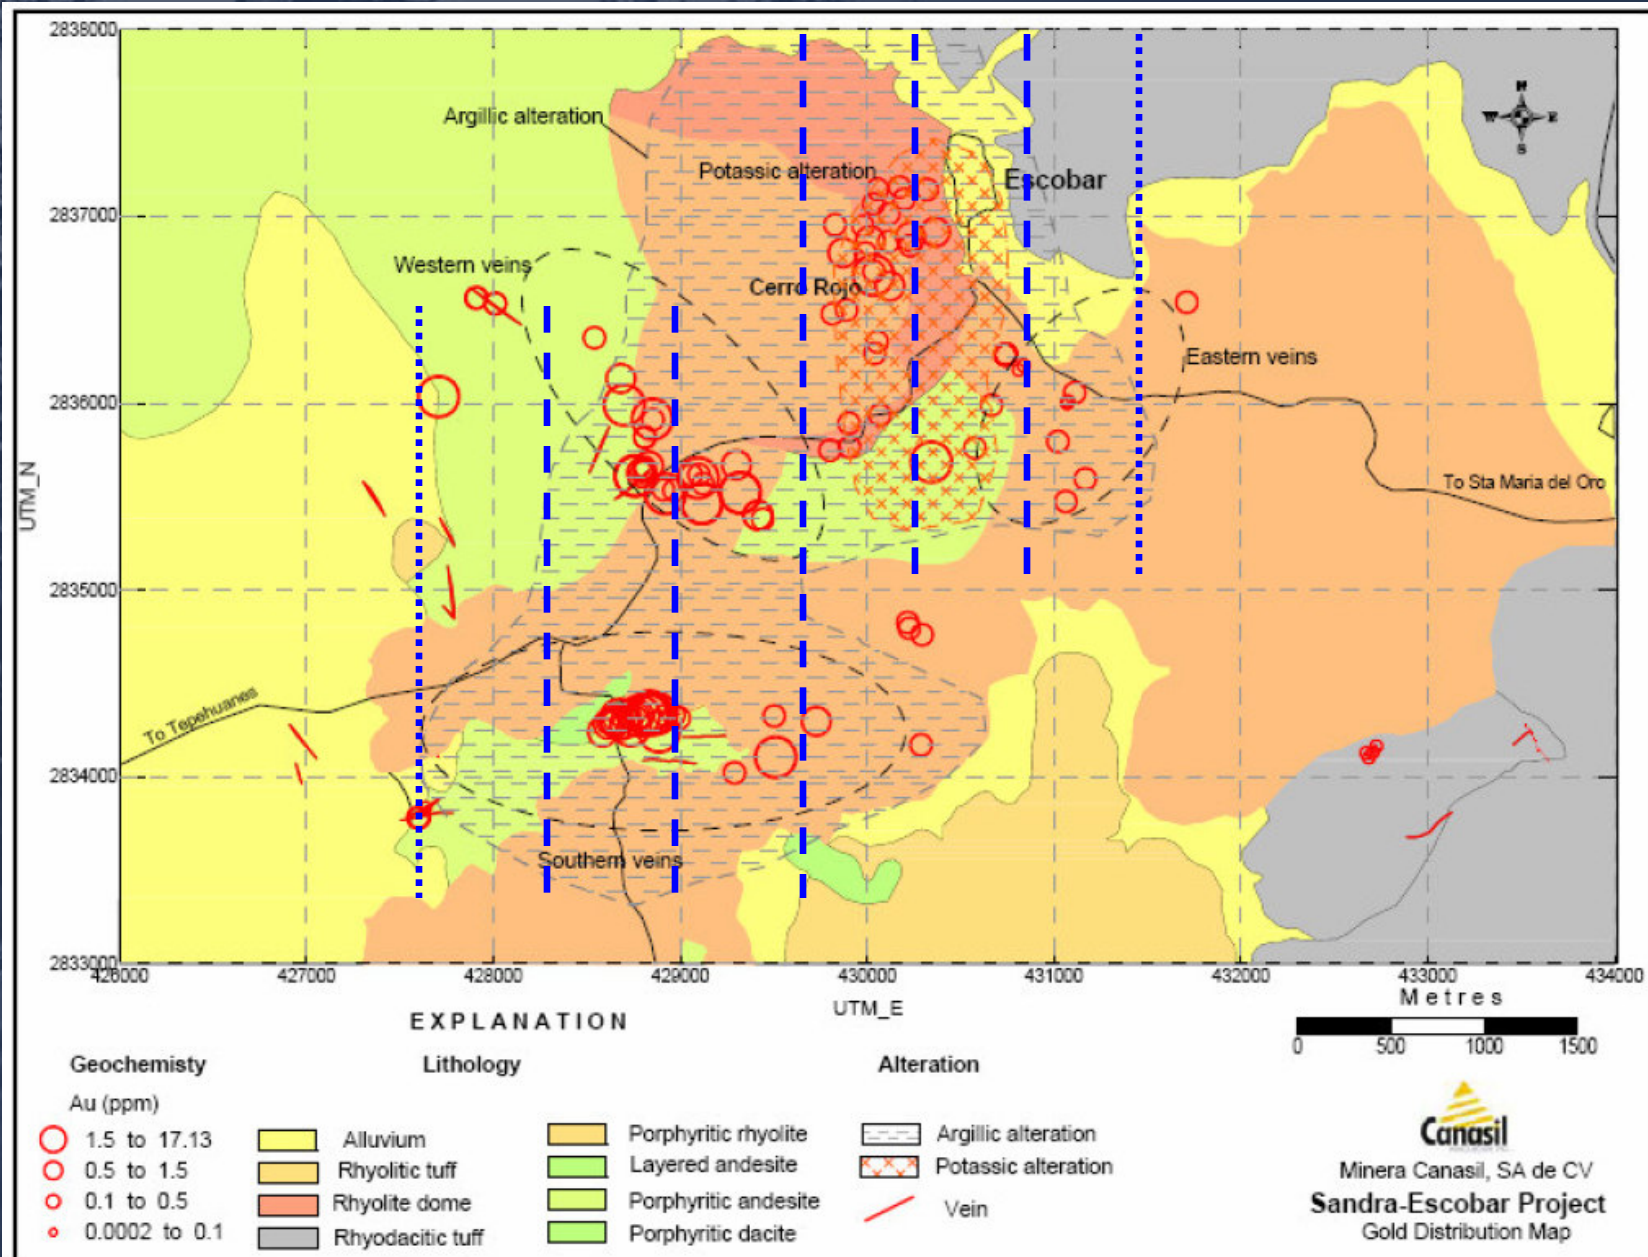 2838000
2837000
2836000
2835000
2834000
2833000
UTM_N
Argillic alteration
Potassic alteration
Escobar
N
W E
S
Western veins
Cerro Rojo
Eastern veins
To Sta Maria del Oro
To Tepehuanes
Southern veins
426000 427000 428000 429000 430000 431000 432000 433000 434000
UTM_E
Metres
0 500 1000 1500
EXPLANATION
Geochemisty
Au (ppm)
1.5 to 17.13
0.5 to 1.5
0.1 to 0.5
0.0002 to 0.1
Lithology
Alluvium
Rhyolitic tuff
Rhyolite dome
Rhyodacitic tuff
Porphyritic rhyolite
Layered andesite
Porphyritic andesite
Porphyritic dacite
Alteration
Argillic alteration
Potassic alteration
Vein
Canasil
Minera Canasil, SA de CV
Sandra-Escobar Project
Gold Distribution Map